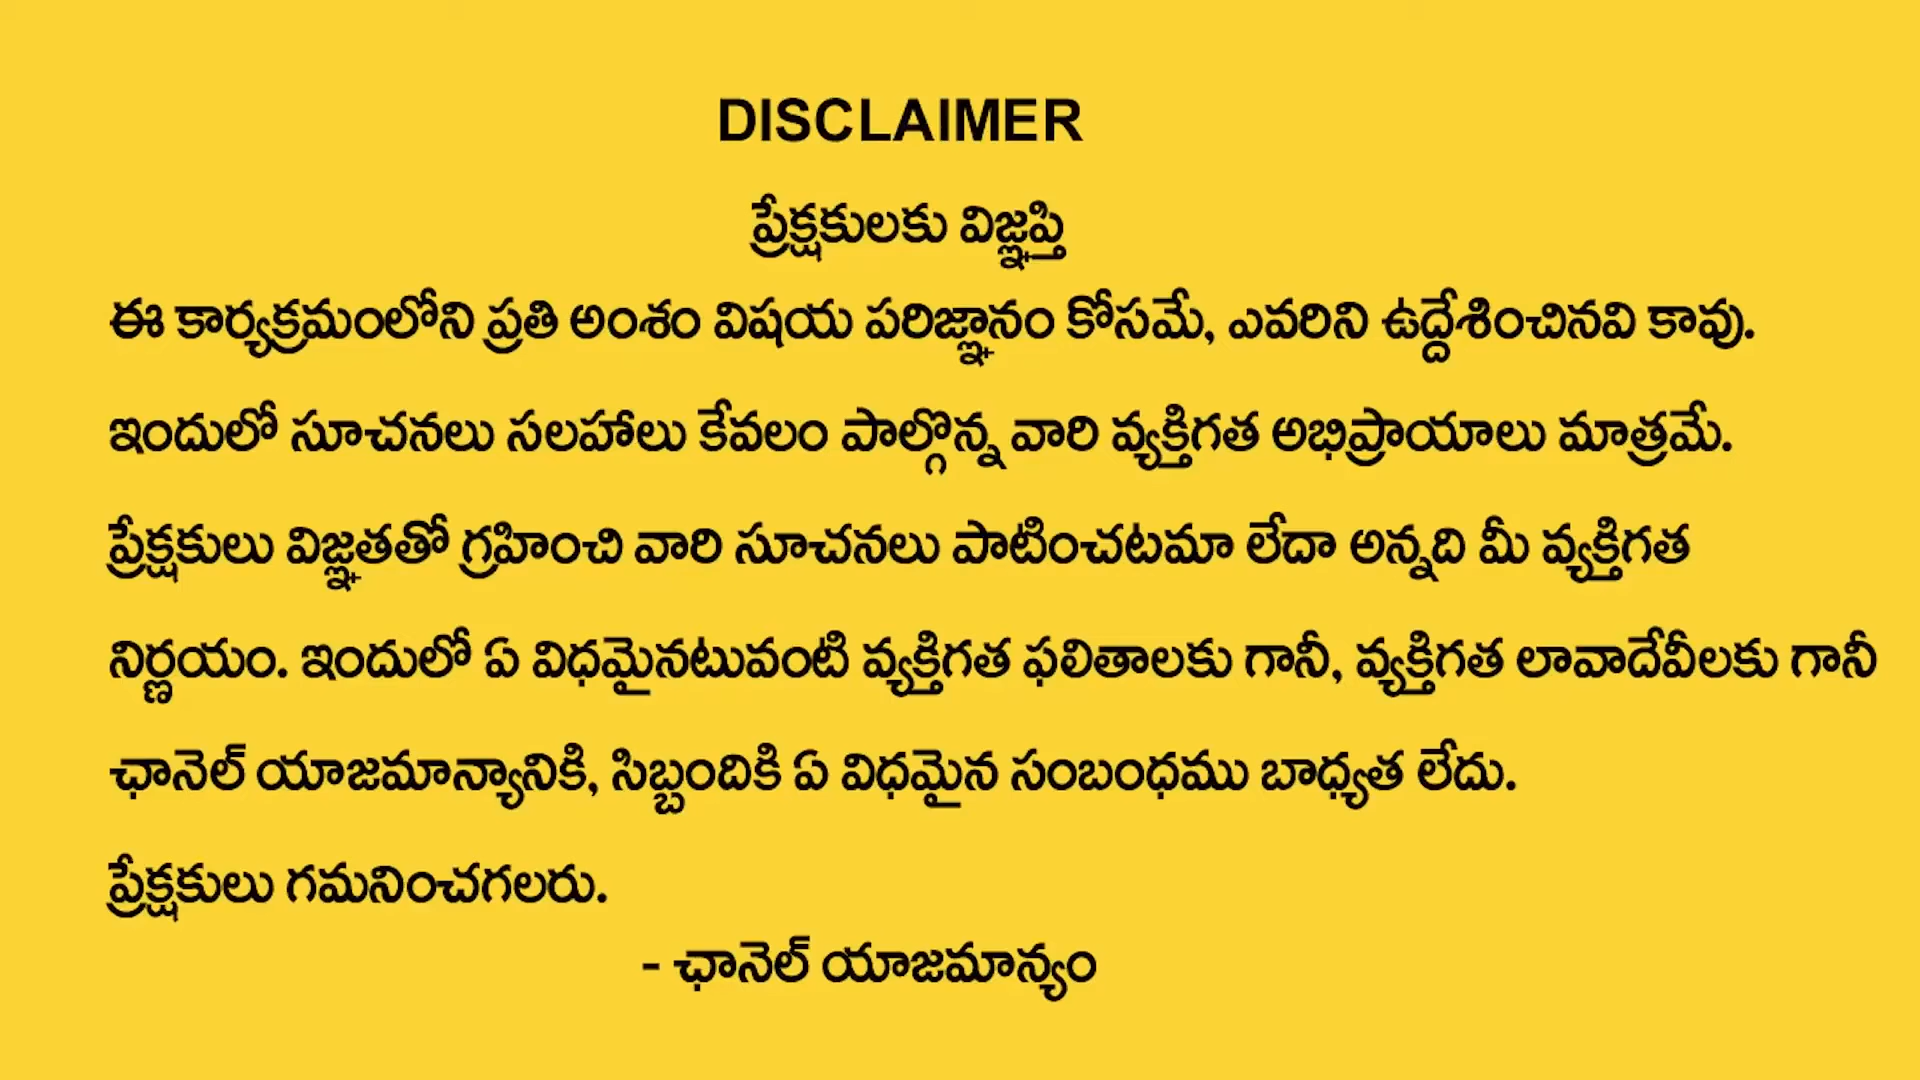 DISCLAIMER
ప్రేక్షకులకు విజ్ఞప్తి
ఈ కార్యక్రమంలోని ప్రతి అంశం విషయ పరిజ్ఞానం కోసమే, ఎవరిని ఉద్దేశించినవి కావు.
ఇందులో సూచనలు సలహాలు కేవలం పాల్గొన్న వారి వ్యక్తిగత అభిప్రాయాలు మాత్రమే.
ప్రేక్షకులు విజ్ఞతతో గ్రహించి వారి సూచనలు పాటించటమా లేదా అన్నది మీ వ్యక్తిగత
నిర్ణయం. ఇందులో ఏ విధమైనటువంటి వ్యక్తిగత ఫలితాలకు గానీ, వ్యక్తిగత లావాదేవీలకు గానీ
ఛానెల్ యాజమాన్యానికి, సిబ్బందికి ఏ విధమైన సంబంధము బాధ్యత లేదు.
ప్రేక్షకులు గమనించగలరు.
- ఛానెల్ యాజమాన్యం